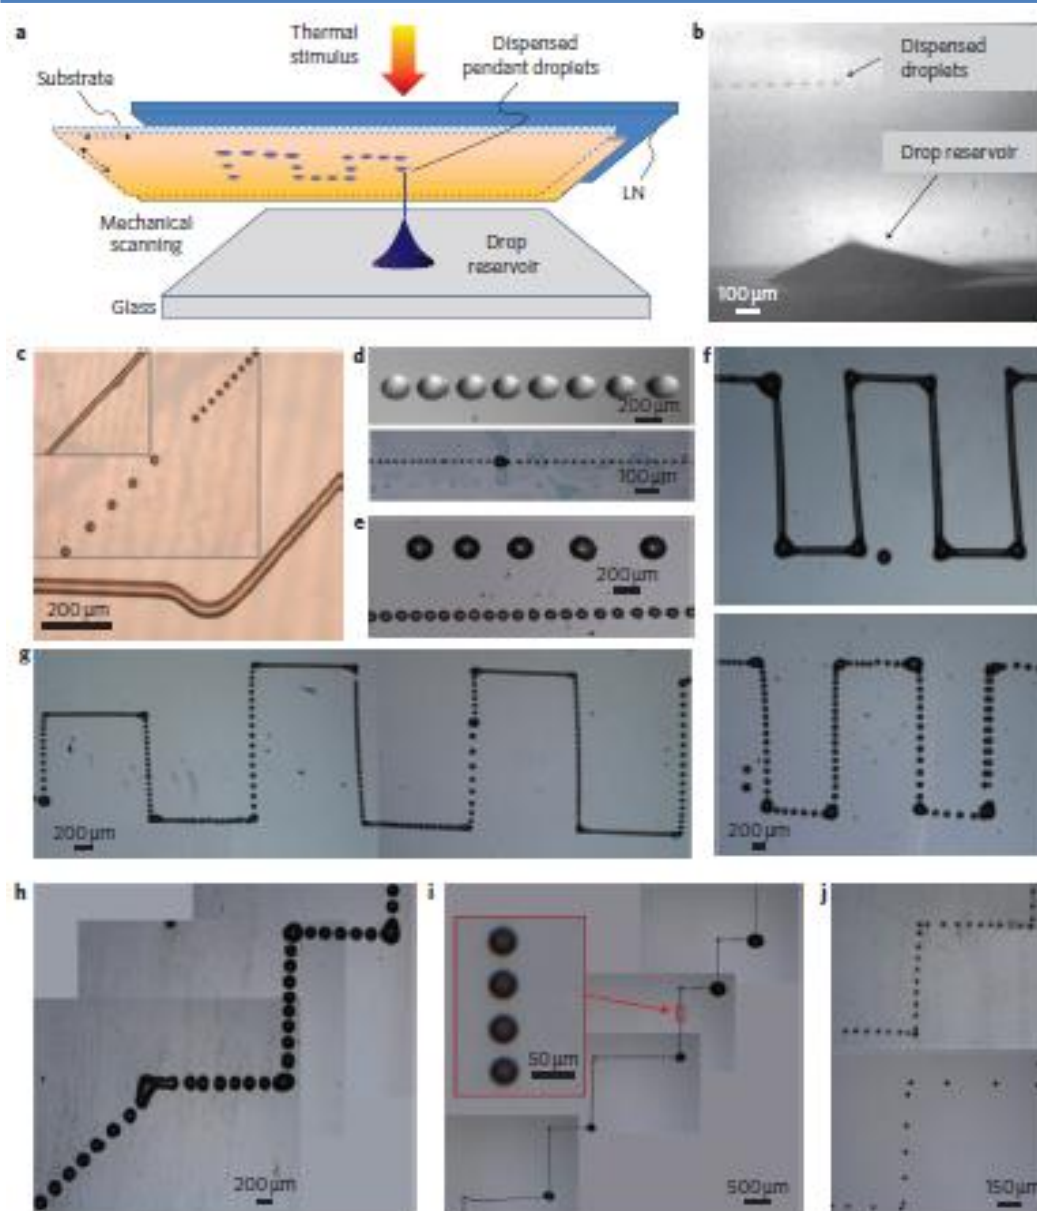 a
Thermal
stimulus
Dispensed
pendant droplets
Substrate
LN
Mechanical
scanning
Drop
reservoir
Glass
b
Dispensed
droplets
Drop reservoir
100 µm
c
200 µm
d
200 µm
100 µm
e
200 µm
f
200 µm
g
200 µm
h
200 µm
i
50 µm
500 µm
j
150 µm